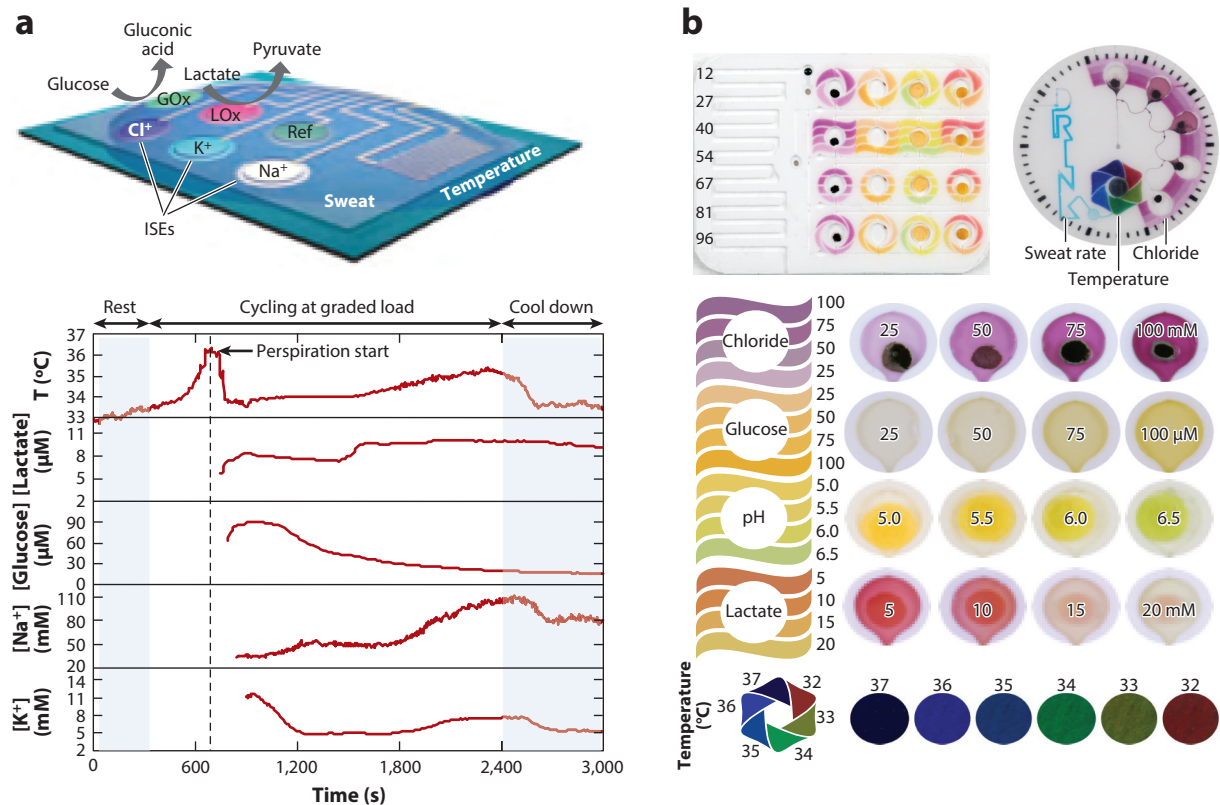 a
Gluconic
acid
Pyruvate
Glucose
Lactate
GOx
LOx
Cl⁺
Ref
K⁺
Na⁺
Sweat
Temperature
ISEs
Rest
Cycling at graded load
Cool down
Perspiration start
T (ºC)
37
36
35
34
33
[Lactate]
(μM)
11
8
5
2
[Glucose]
(μM)
90
60
30
0
[Na⁺]
(mM)
110
80
50
20
[K⁺]
(mM)
14
11
8
5
2
0
600
1,200
1,800
2,400
3,000
Time (s)
b
12
27
40
54
67
81
96
DRINK
Sweat rate
Chloride
Temperature
Chloride
100
75
50
25
25
50
75
100 mM
Glucose
25
50
75
100
25
50
75
100 μM
pH
5.0
5.5
6.0
6.5
5.0
5.5
6.0
6.5
Lactate
5
10
15
20
5
10
15
20 mM
Temperature
(°C)
37
32
36
33
35
34
37
36
35
34
33
32